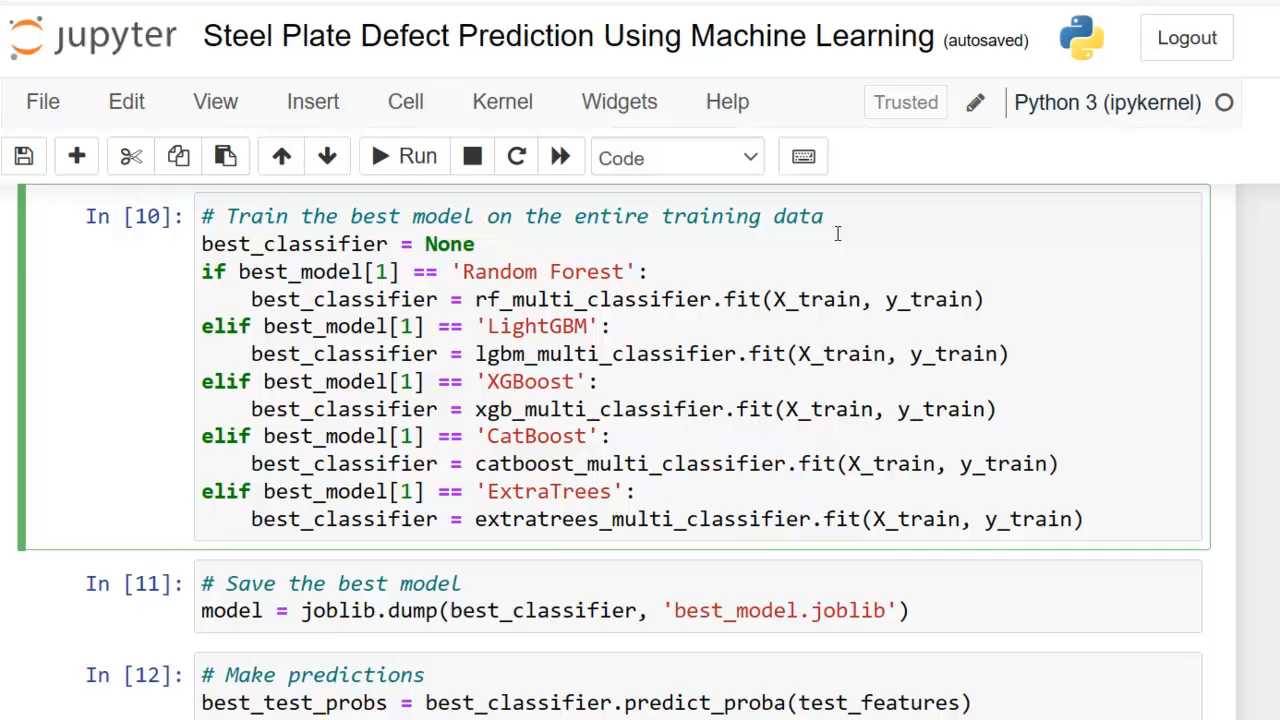 jupyter Steel Plate Defect Prediction Using Machine Learning (autosaved) Logout
File Edit View Insert Cell Kernel Widgets Help Trusted Python 3 (ipykernel)
Run Code
In [10]: # Train the best model on the entire training data
best_classifier = None
if best_model[1] == 'Random Forest':
    best_classifier = rf_multi_classifier.fit(X_train, y_train)
elif best_model[1] == 'LightGBM':
    best_classifier = lgbm_multi_classifier.fit(X_train, y_train)
elif best_model[1] == 'XGBoost':
    best_classifier = xgb_multi_classifier.fit(X_train, y_train)
elif best_model[1] == 'CatBoost':
    best_classifier = catboost_multi_classifier.fit(X_train, y_train)
elif best_model[1] == 'ExtraTrees':
    best_classifier = extratrees_multi_classifier.fit(X_train, y_train)
In [11]: # Save the best model
model = joblib.dump(best_classifier, 'best_model.joblib')
In [12]: # Make predictions
best_test_probs = best_classifier.predict_proba(test_features)